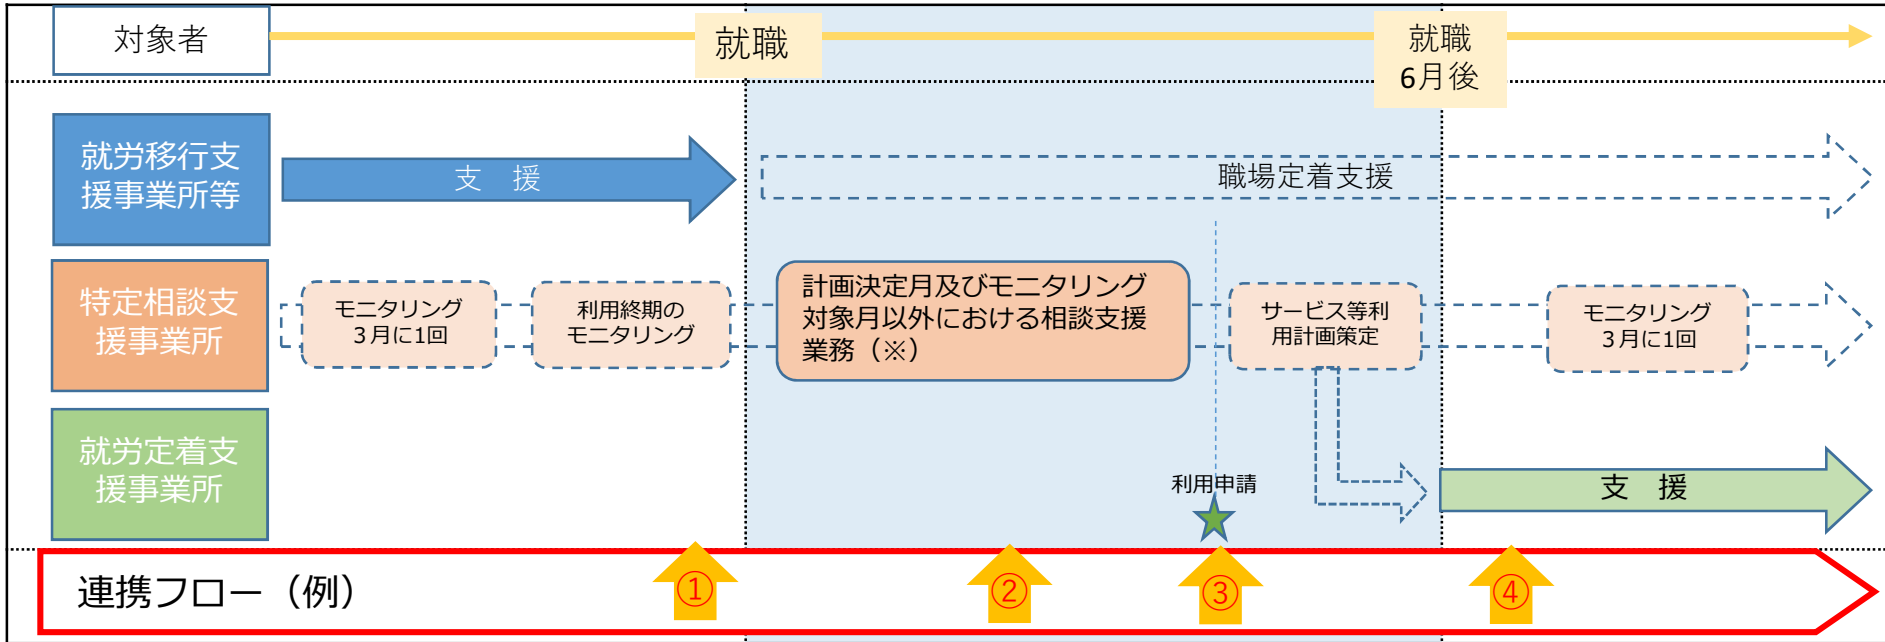 対象者
就職
就職
6月後
就労移行支
援事業所等
支　援
職場定着支援
特定相談支
援事業所
モニタリング
３月に1回
利用終期の
モニタリング
計画決定月及びモニタリング
対象月以外における相談支援
業務（※）
サービス等利
用計画策定
モニタリング
３月に1回
就労定着支
援事業所
利用申請
支　援
連携フロー（例）
①
②
③
④